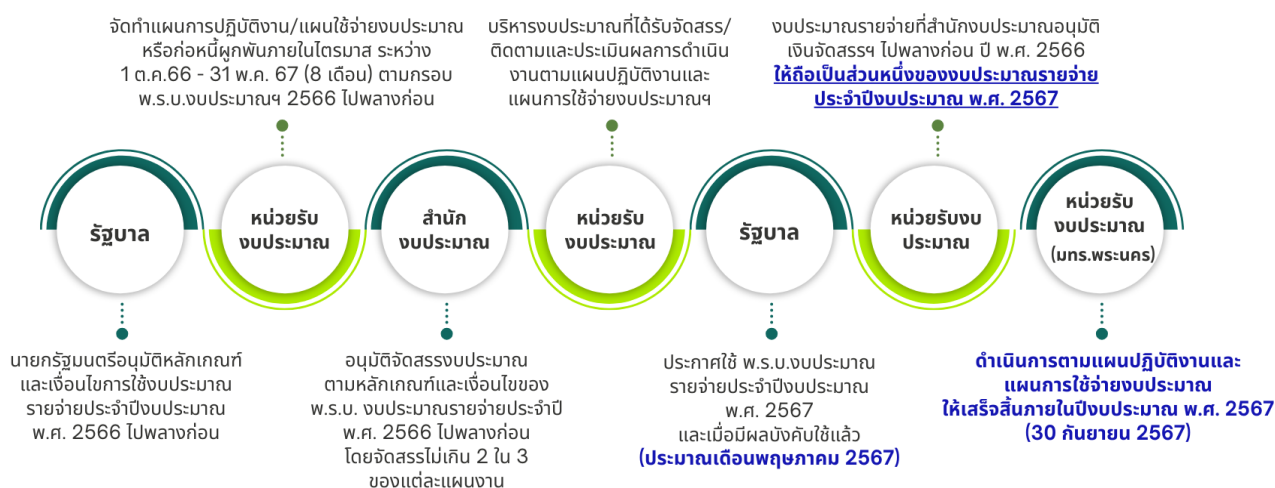 จัดทำแผนการปฏิบัติงาน/แผนใช้จ่ายงบประมาณ
หรือก่อหนี้ผูกพันภายในไตรมาส ระหว่าง
1 ต.ค.66 - 31 พ.ค. 67 (8 เดือน) ตามกรอบ
พ.ร.บ.งบประมาณฯ 2566 ไปพลางก่อน
บริหารงบประมาณที่ได้รับจัดสรร/
ติดตามและประเมินผลการดำเนิน
งานตามแผนปฏิบัติงานและ
แผนการใช้จ่ายงบประมาณฯ
งบประมาณรายจ่ายที่สำนักงบประมาณอนุมัติ
เงินจัดสรรฯ ไปพลางก่อน ปี พ.ศ. 2566
ให้ถือเป็นส่วนหนึ่งของงบประมาณรายจ่าย
ประจำปีงบประมาณ พ.ศ. 2567
รัฐบาล
หน่วยรับ
งบประมาณ
สำนัก
งบประมาณ
หน่วยรับ
งบประมาณ
รัฐบาล
หน่วยรับงบ
ประมาณ
หน่วยรับ
งบประมาณ
(มทร.พระนคร)
นายกรัฐมนตรีอนุมัติหลักเกณฑ์
และเงื่อนไขการใช้งบประมาณ
รายจ่ายประจำปีงบประมาณ
พ.ศ. 2566 ไปพลางก่อน
อนุมัติจัดสรรงบประมาณ
ตามหลักเกณฑ์และเงื่อนไขของ
พ.ร.บ. งบประมาณรายจ่ายประจำปี
พ.ศ. 2566 ไปพลางก่อน
โดยจัดสรรไม่เกิน 2 ใน 3
ของแต่ละแผนงาน
ประกาศใช้ พ.ร.บ.งบประมาณ
รายจ่ายประจำปีงบประมาณ
พ.ศ. 2567
และเมื่อมีผลบังคับใช้แล้ว
(ประมาณเดือนพฤษภาคม 2567)
ดำเนินการตามแผนปฏิบัติงานและ
แผนการใช้จ่ายงบประมาณ
ให้เสร็จสิ้นภายในปีงบประมาณ พ.ศ. 2567
(30 กันยายน 2567)